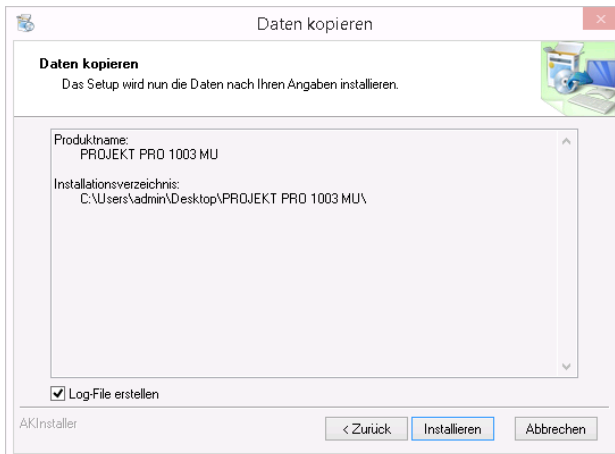 Daten kopieren
Daten kopieren
Das Setup wird nun die Daten nach Ihren Angaben installieren.
Produktname:
PROJEKT PRO 1003 MU
Installationsverzeichnis:
C:\Users\admin\Desktop\PROJEKT PRO 1003 MU\
Log-File erstellen
AKInstaller
< Zurück
Installieren
Abbrechen